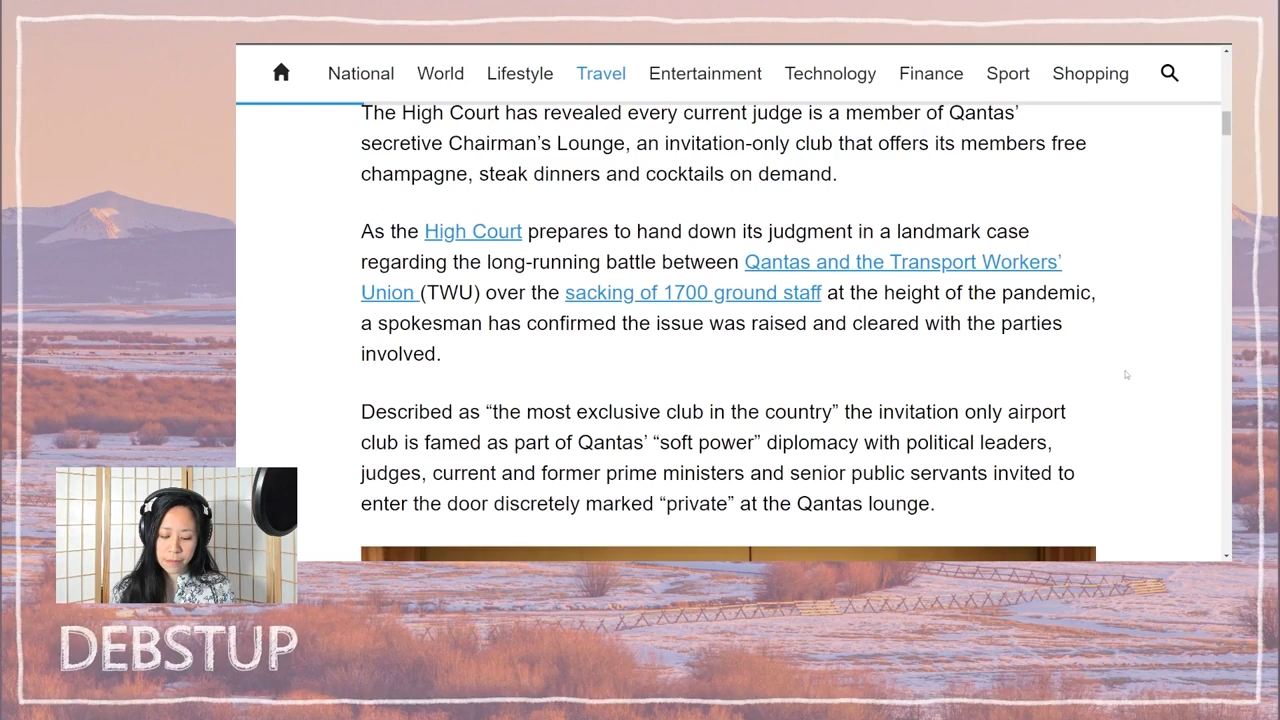 National World Lifestyle Travel Entertainment Technology Finance Sport Shopping
The High Court has revealed every current judge is a member of Qantas’
secretive Chairman’s Lounge, an invitation-only club that offers its members free
champagne, steak dinners and cocktails on demand.
As the High Court prepares to hand down its judgment in a landmark case
regarding the long-running battle between Qantas and the Transport Workers’
Union (TWU) over the sacking of 1700 ground staff at the height of the pandemic,
a spokesman has confirmed the issue was raised and cleared with the parties
involved.
Described as “the most exclusive club in the country” the invitation only airport
club is famed as part of Qantas’ “soft power” diplomacy with political leaders,
judges, current and former prime ministers and senior public servants invited to
enter the door discretely marked “private” at the Qantas lounge.
DEBSTUP